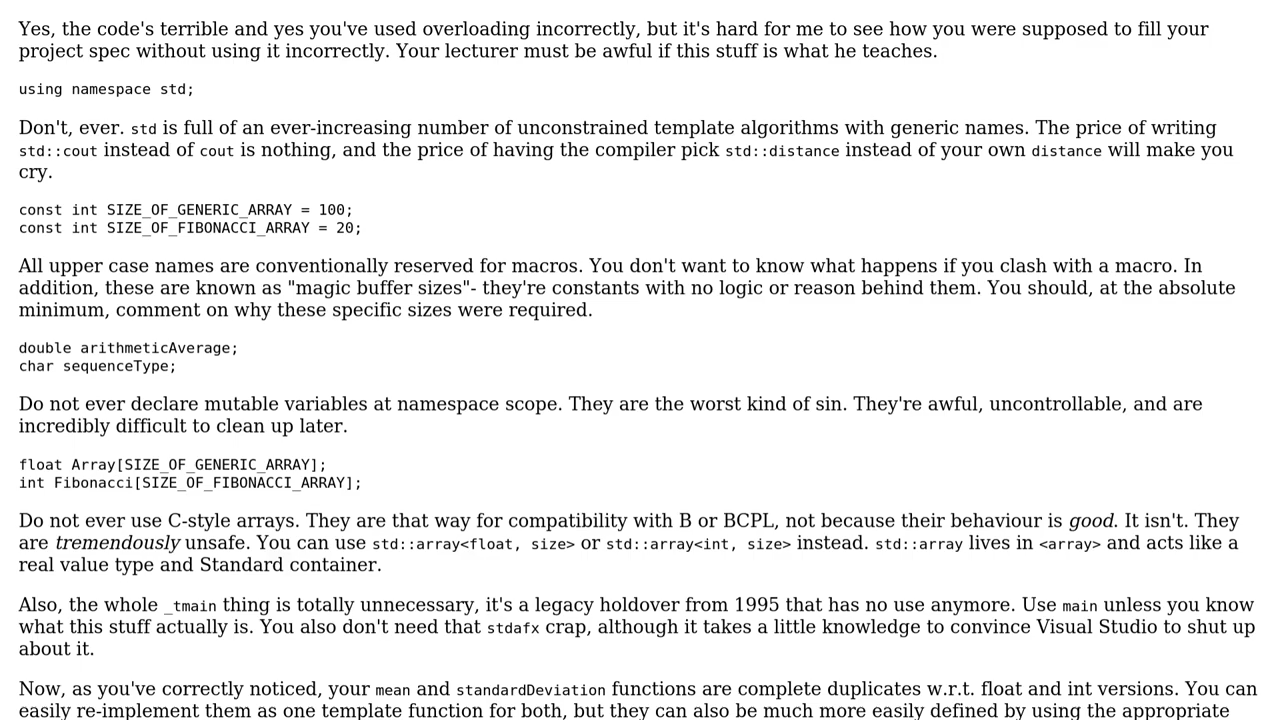 Yes, the code's terrible and yes you've used overloading incorrectly, but it's hard for me to see how you were supposed to fill your
project spec without using it incorrectly. Your lecturer must be awful if this stuff is what he teaches.
using namespace std;
Don't, ever. std is full of an ever-increasing number of unconstrained template algorithms with generic names. The price of writing
std::cout instead of cout is nothing, and the price of having the compiler pick std::distance instead of your own distance will make you
cry.
const int SIZE_OF_GENERIC_ARRAY = 100;
const int SIZE_OF_FIBONACCI_ARRAY = 20;
All upper case names are conventionally reserved for macros. You don't want to know what happens if you clash with a macro. In
addition, these are known as "magic buffer sizes"- they're constants with no logic or reason behind them. You should, at the absolute
minimum, comment on why these specific sizes were required.
double arithmeticAverage;
char sequenceType;
Do not ever declare mutable variables at namespace scope. They are the worst kind of sin. They're awful, uncontrollable, and are
incredibly difficult to clean up later.
float Array[SIZE_OF_GENERIC_ARRAY];
int Fibonacci[SIZE_OF_FIBONACCI_ARRAY];
Do not ever use C-style arrays. They are that way for compatibility with B or BCPL, not because their behaviour is good. It isn't. They
are tremendously unsafe. You can use std::array<float, size> or std::array<int, size> instead. std::array lives in <array> and acts like a
real value type and Standard container.
Also, the whole _tmain thing is totally unnecessary, it's a legacy holdover from 1995 that has no use anymore. Use main unless you know
what this stuff actually is. You also don't need that stdafx crap, although it takes a little knowledge to convince Visual Studio to shut up
about it.
Now, as you've correctly noticed, your mean and standardDeviation functions are complete duplicates w.r.t. float and int versions. You can
easily re-implement them as one template function for both, but they can also be much more easily defined by using the appropriate